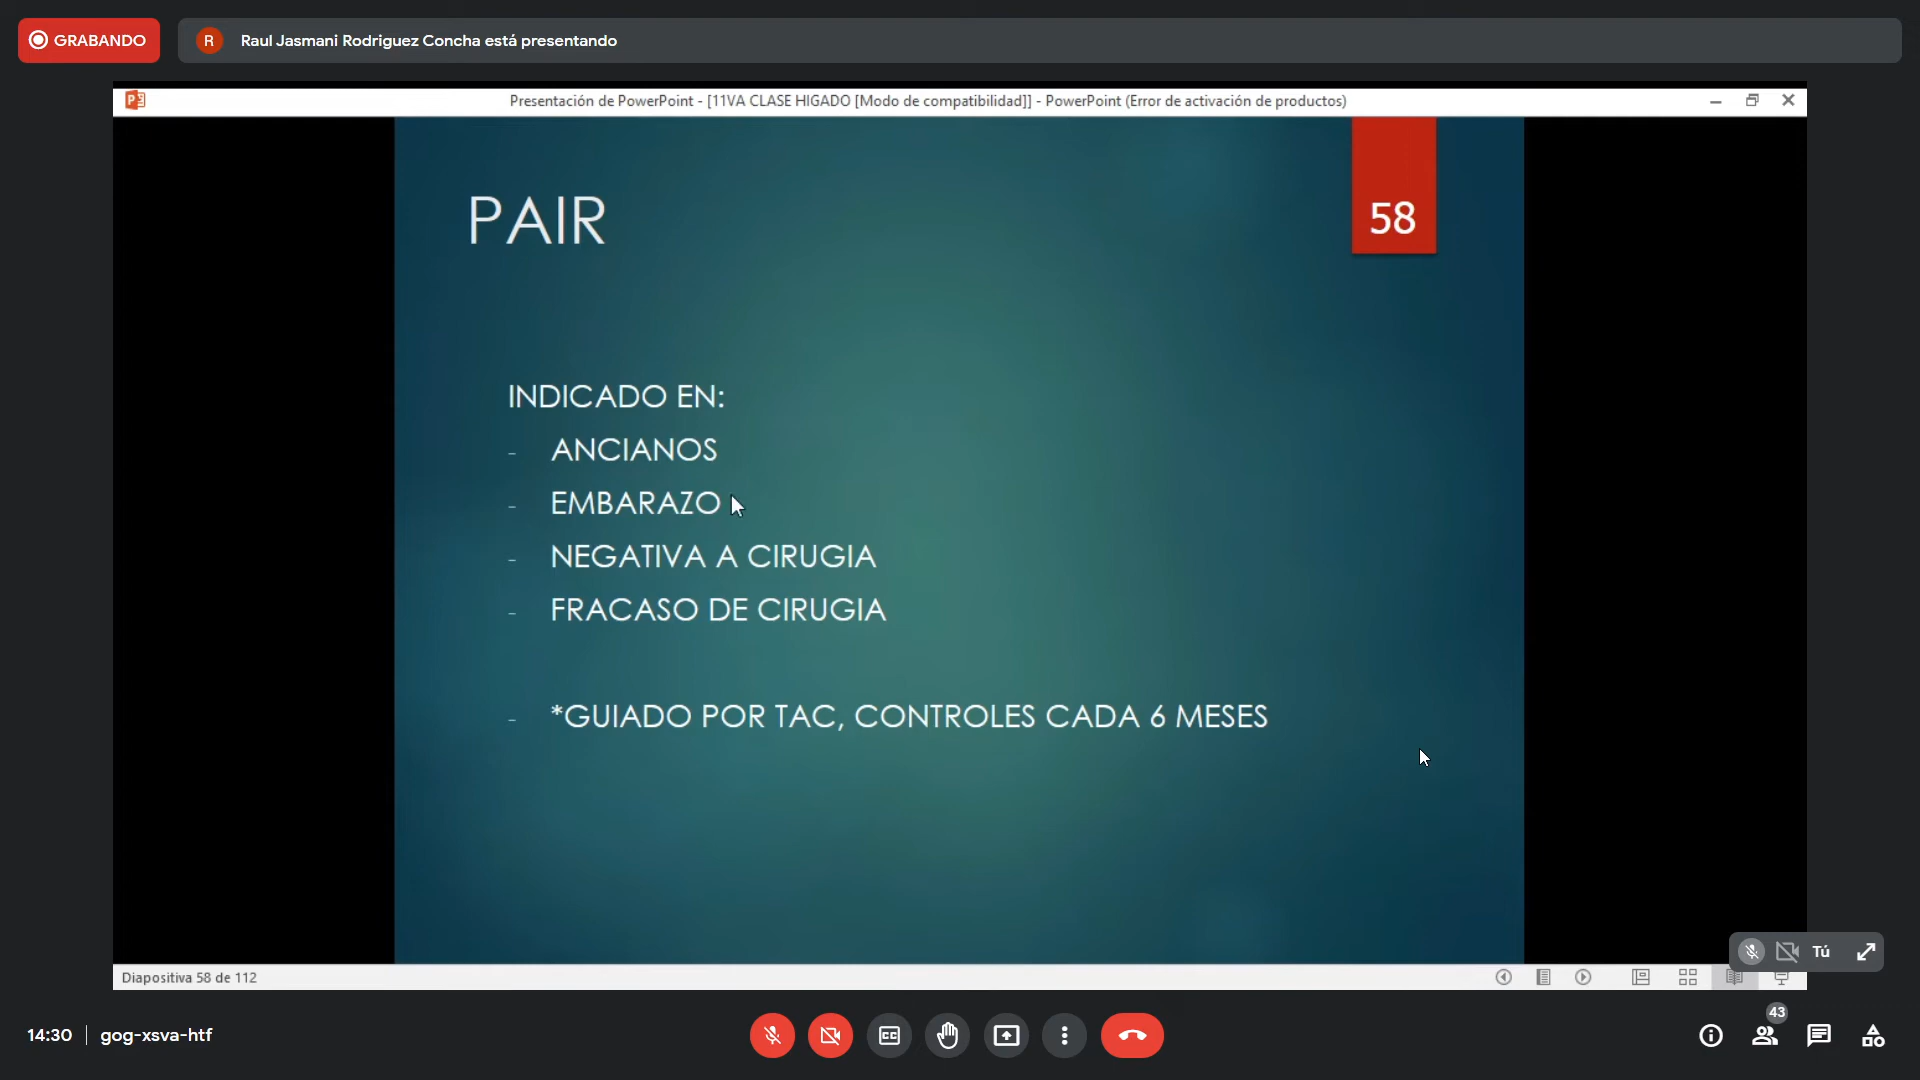 GRABANDO
R
Raul Jasmani Rodriguez Concha está presentando
Presentación de PowerPoint - [11VA CLASE HIGADO [Modo de compatibilidad]] - PowerPoint (Error de activación de productos)
PAIR
58
INDICADO EN:
- ANCIANOS
- EMBARAZO
- NEGATIVA A CIRUGIA
- FRACASO DE CIRUGIA
- *GUIADO POR TAC, CONTROLES CADA 6 MESES
Tú
Diapositiva 58 de 112
43
14:30 | gog-xsva-htf